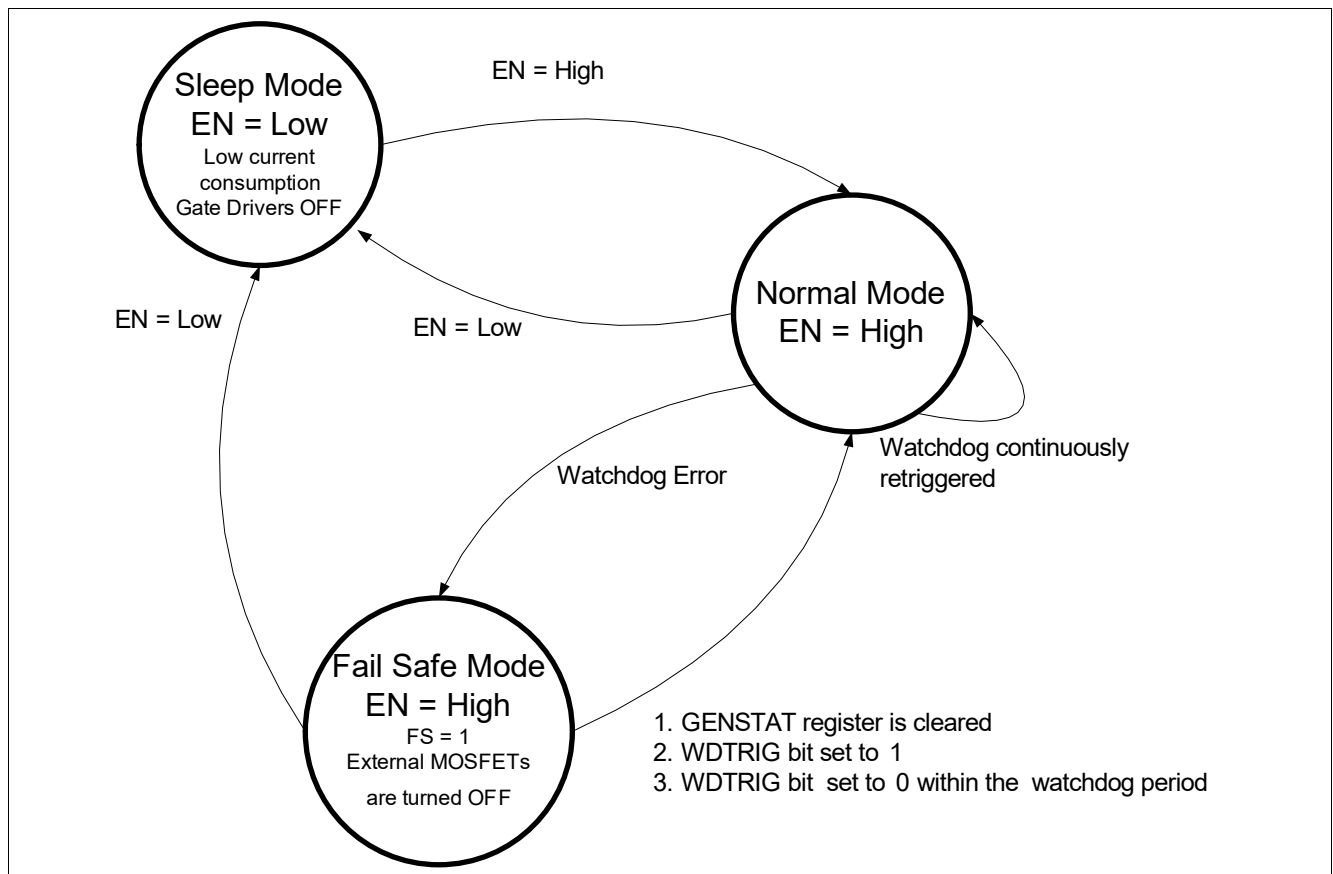 Sleep Mode
EN = Low
Low current
consumption
Gate Drivers OFF
EN = High
Normal Mode
EN = High
EN = Low
EN = Low
Watchdog continuously
retriggered
Watchdog Error
Fail Safe Mode
EN = High
FS = 1
External MOSFETs
are turned OFF
1. GENSTAT register is cleared
2. WDTRIG bit set to 1
3. WDTRIG bit set to 0 within the watchdog period